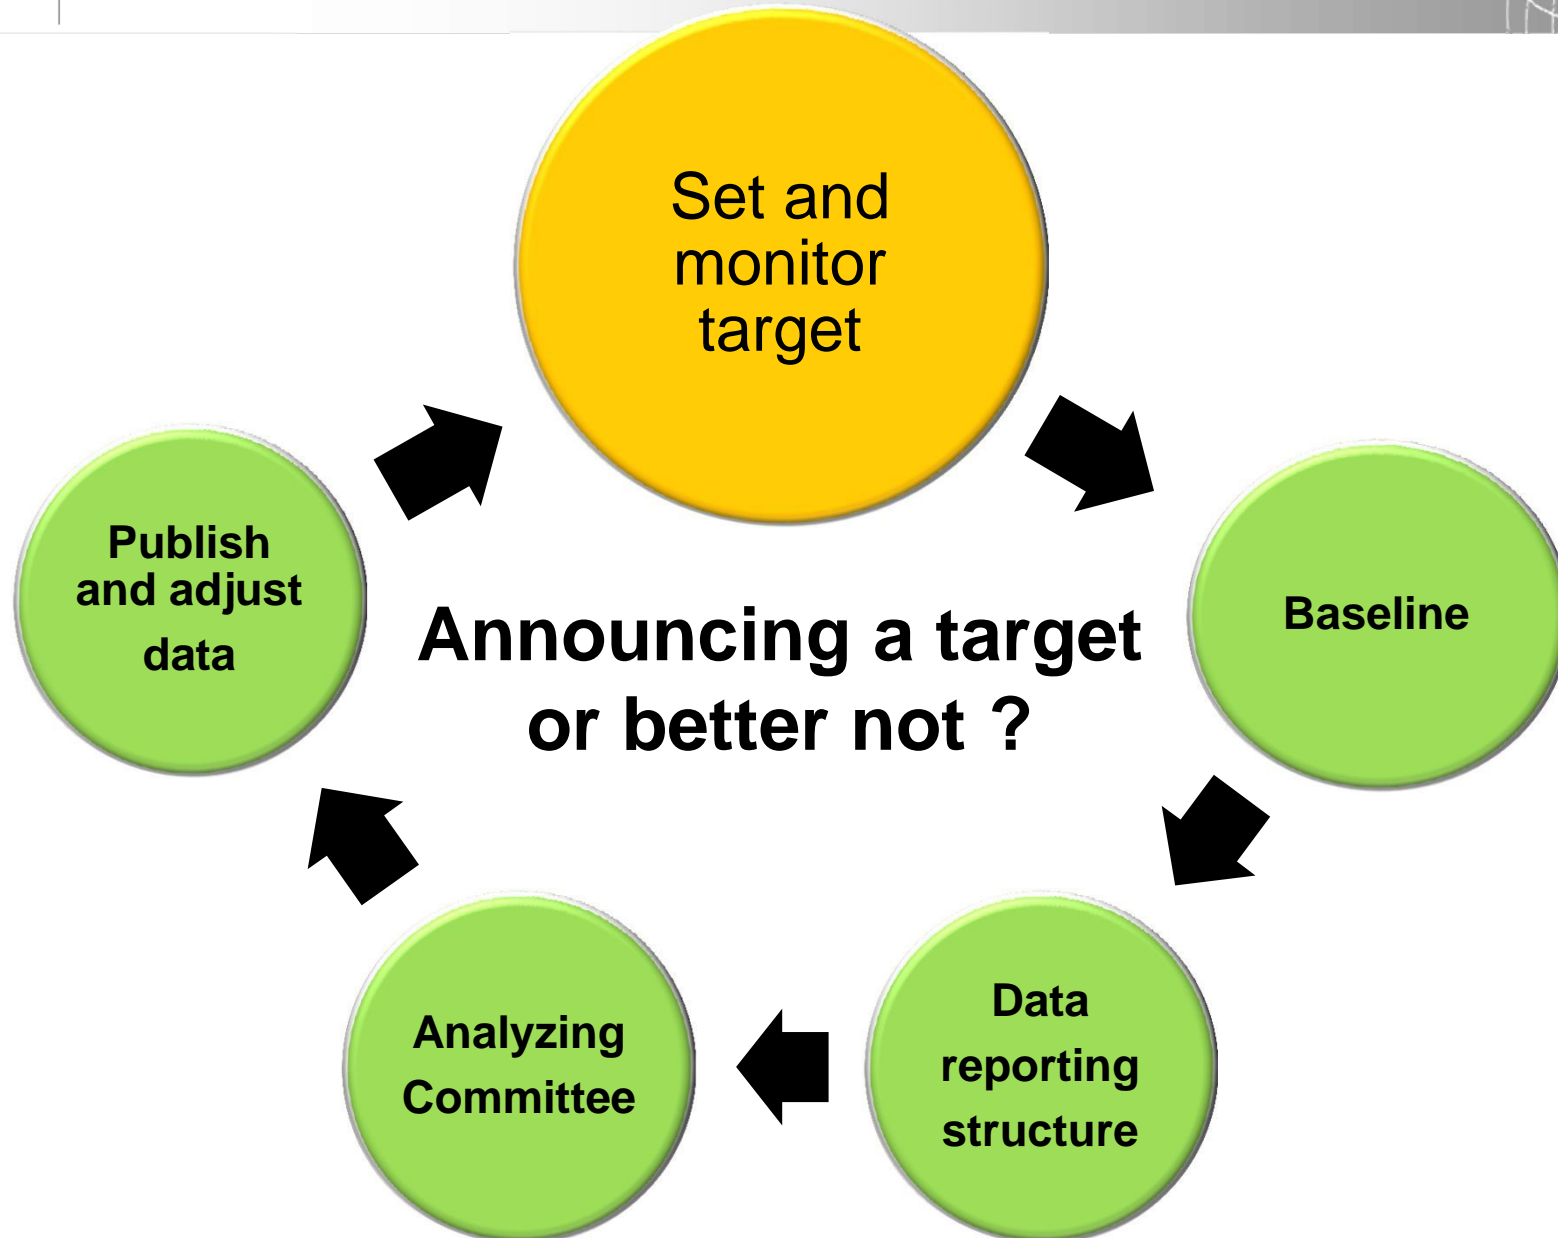 Set and
monitor
target
Publish
and adjust
data
Announcing a target
or better not ?
Baseline
Analyzing
Committee
Data
reporting
structure